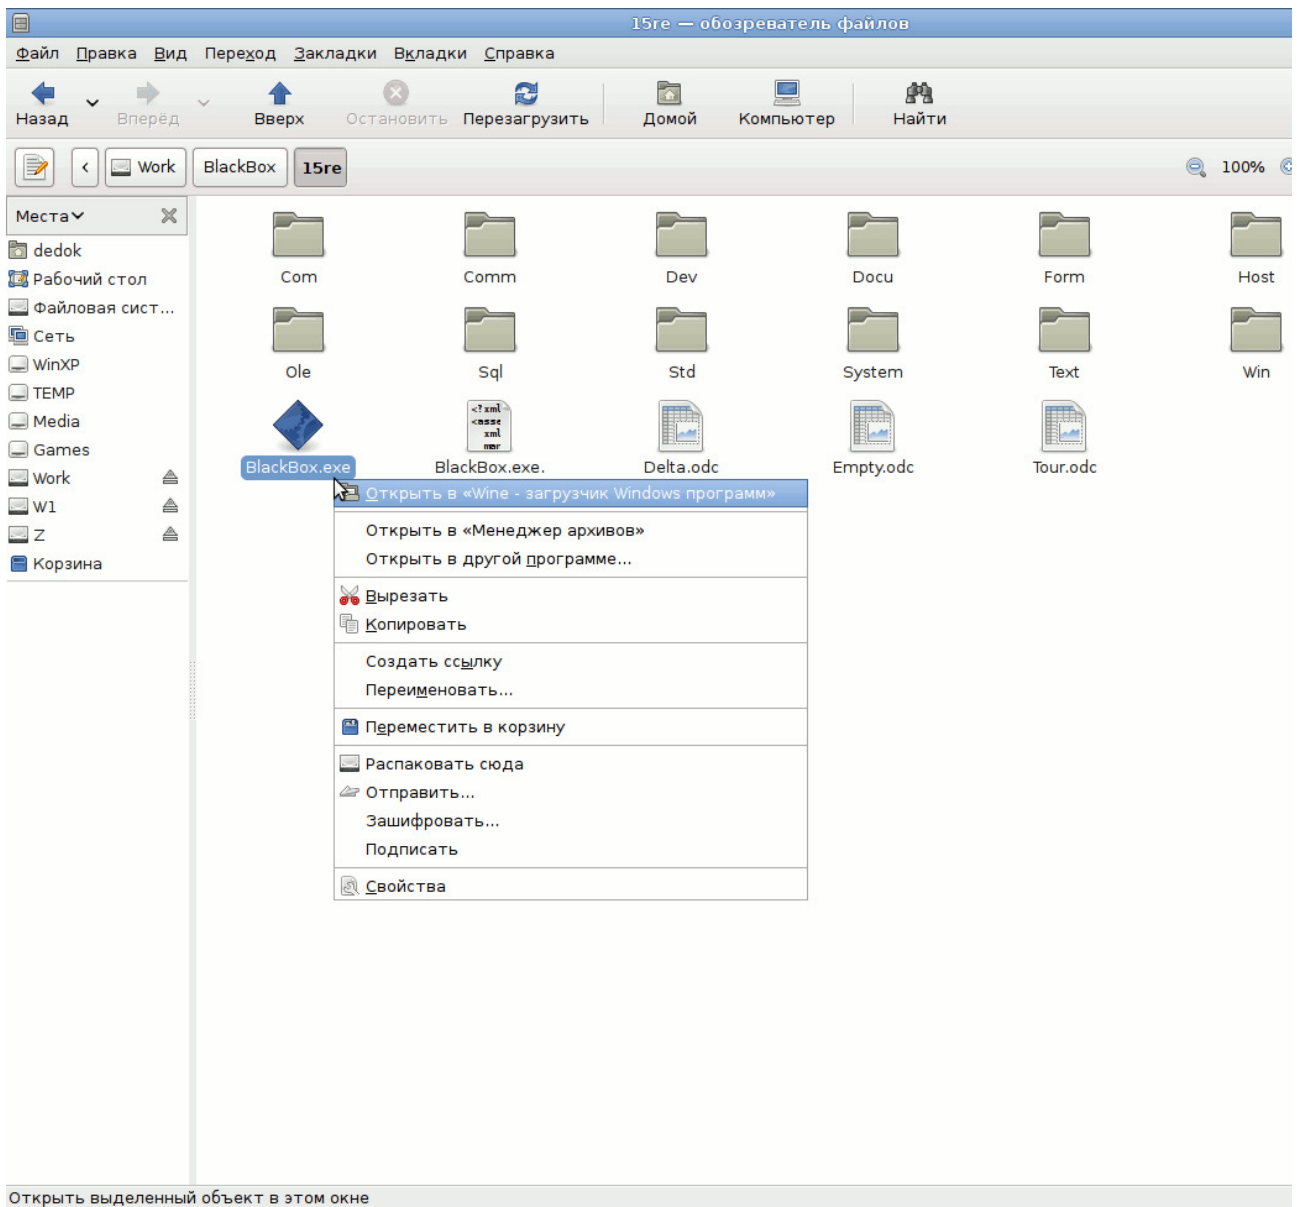 15re — обозреватель файлов
Файл Правка Вид Переход Закладки Вкладки Справка
Назад Вперёд Вверх Остановить Перезагрузить Домой Компьютер Найти
Work BlackBox 15re 100%
Места
dedok
Рабочий стол
Файловая сист...
Сеть
WinXP
TEMP
Media
Games
Work
W1
Z
Корзина
Com Comm Dev Docu Form Host
Ole Sql Std System Text Win
<?xml
<asse
xml
mar
BlackBox.exe BlackBox.exe. Delta.odc Empty.odc Tour.odc
Открыть в «Wine - загрузчик Windows программ»
Открыть в «Менеджер архивов»
Открыть в другой программе...
Вырезать
Копировать
Создать ссылку
Переименовать...
Переместить в корзину
Распаковать сюда
Отправить...
Зашифровать...
Подписать
Свойства
Открыть выделенный объект в этом окне